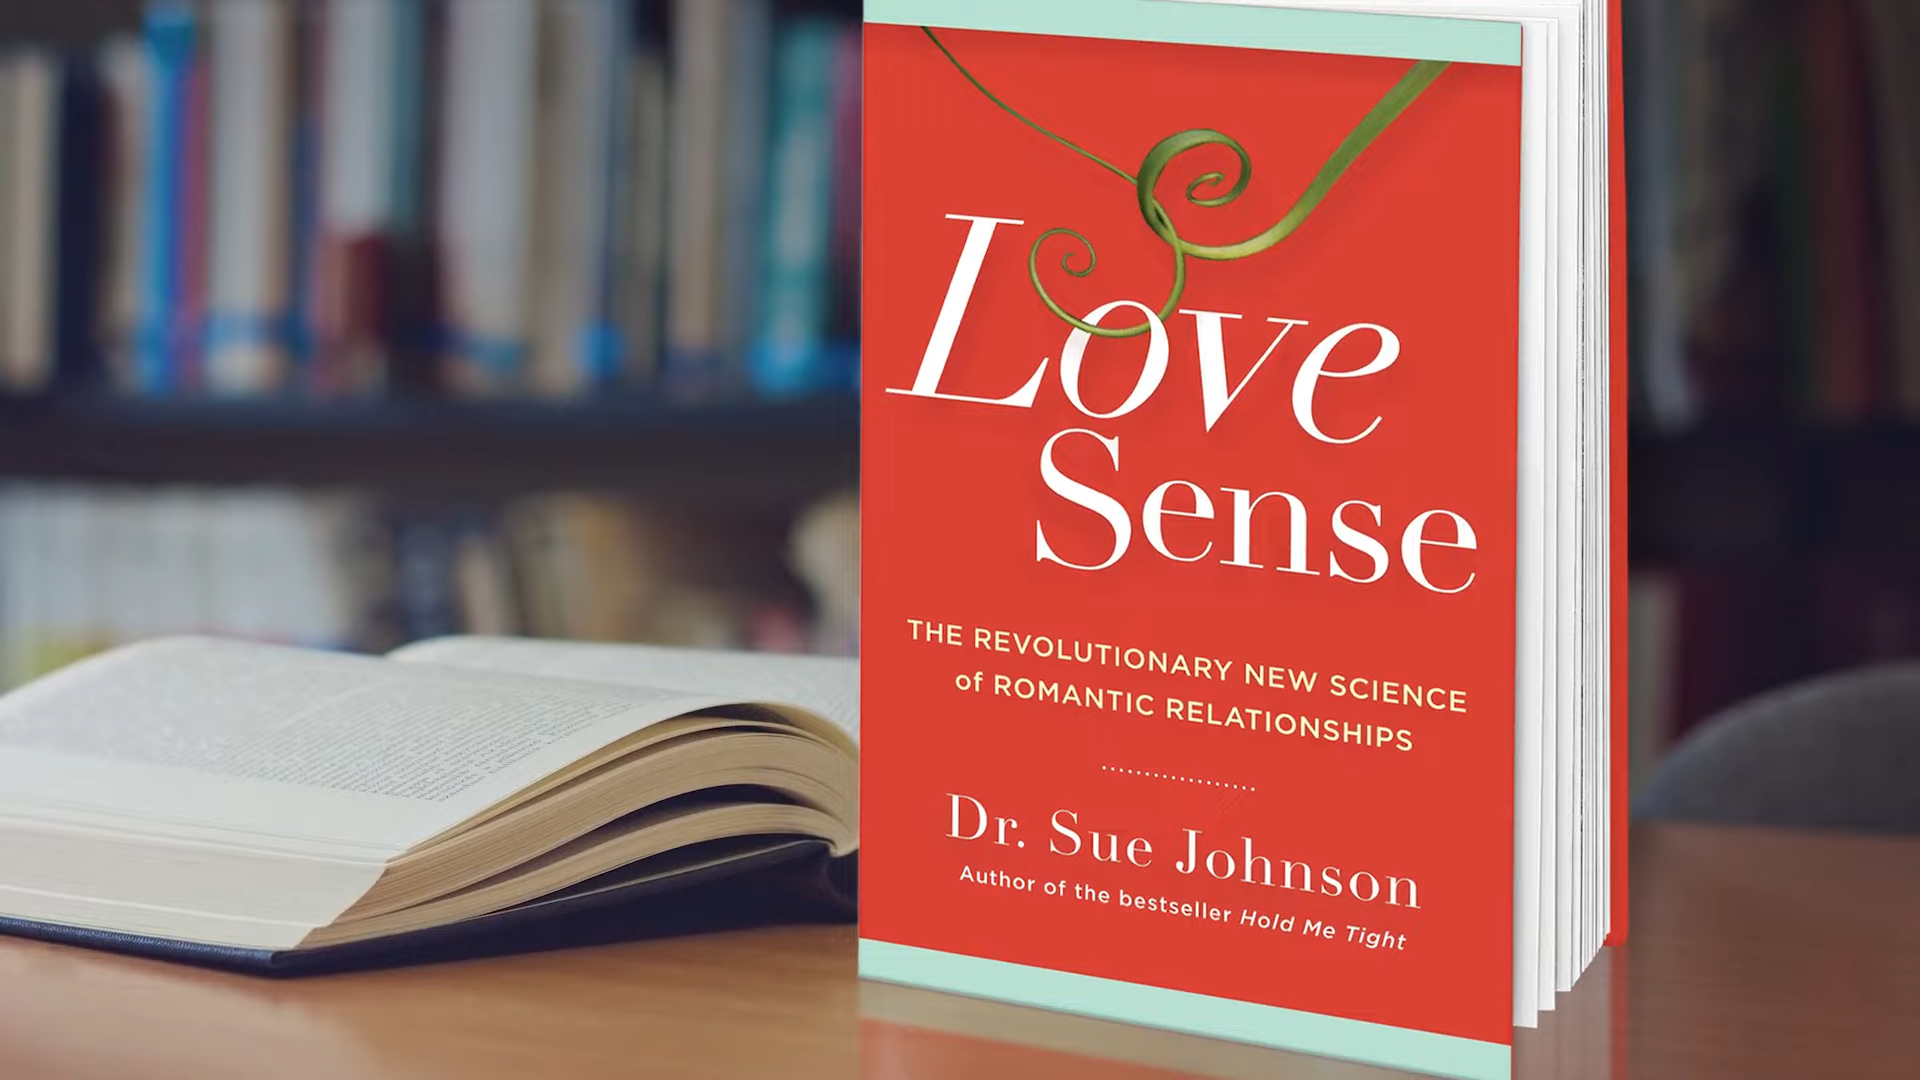 Love
Sense
THE REVOLUTIONARY NEW SCIENCE
of ROMANTIC RELATIONSHIPS
Dr. Sue Johnson
Author of the bestseller Hold Me Tight